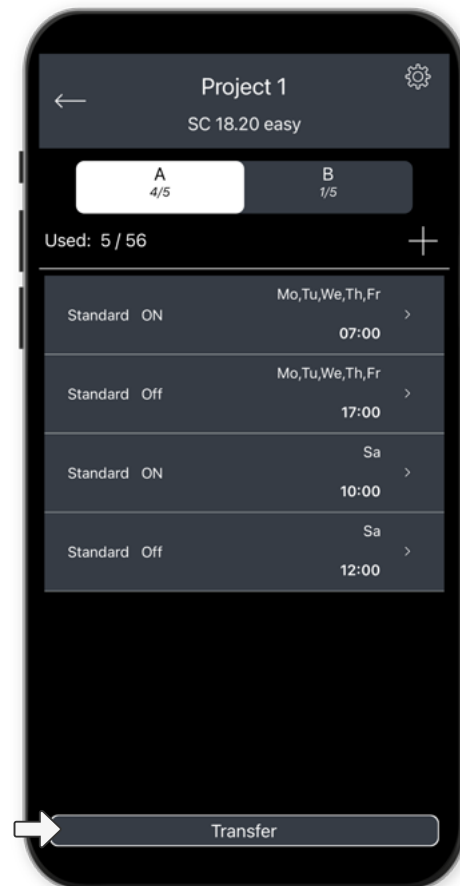 Project 1
SC 18.20 easy
A
4/5
B
1/5
Used: 5 / 56
Mo,Tu,We,Th,Fr
Standard ON
07:00
Mo,Tu,We,Th,Fr
Standard Off
17:00
Sa
Standard ON
10:00
Sa
Standard Off
12:00
Transfer